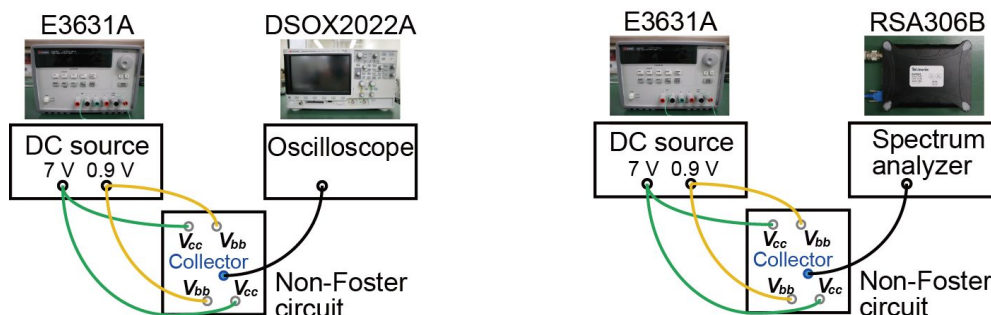 E3631A
DSOX2022A
DC source
7 V 0.9 V
Oscilloscope
Vcc
Vbb
Collector
Vbb
Vcc
Non-Foster
circuit
E3631A
RSA306B
DC source
7 V 0.9 V
Spectrum
analyzer
Vcc
Vbb
Collector
Vbb
Vcc
Non-Foster
circuit